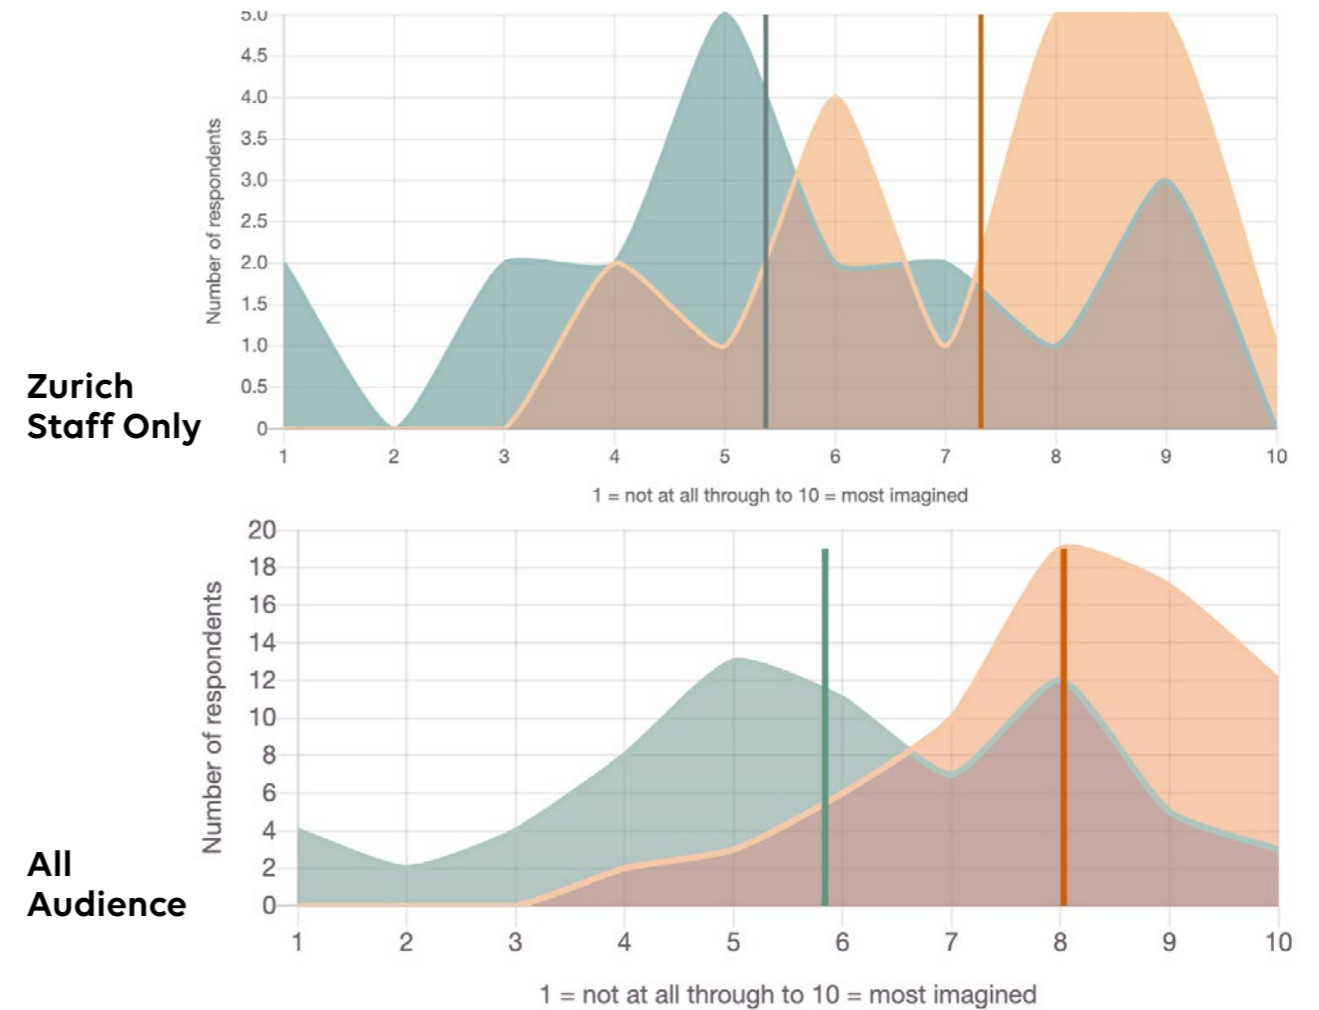 5.0
4.5
4.0
3.5
3.0
2.5
2.0
1.5
1.0
0.5
0
Number of respondents
Zurich
Staff Only
1 2 3 4 5 6 7 8 9 10
1 = not at all through to 10 = most imagined
20
18
16
14
12
10
8
6
4
2
0
Number of respondents
All
Audience
1 2 3 4 5 6 7 8 9 10
1 = not at all through to 10 = most imagined